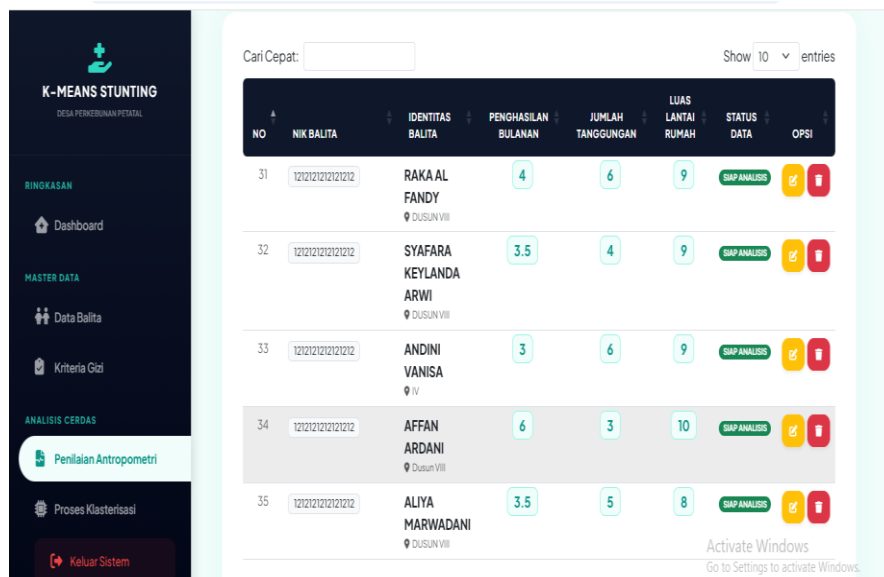 K-MEANS STUNTING
DESA PERKEBUNAN PETATAL
RINGKASAN
Dashboard
MASTER DATA
Data Balita
Kriteria Gizi
ANALISIS CERDAS
Penilaian Antropometri
Proses Klasterisasi
Keluar Sistem
Cari Cepat:
Show 10 entries
NO NIK BALITA IDENTITAS BALITA PENGHASILAN BULANAN JUMLAH TANGGUNGAN LUAS LANTAI RUMAH STATUS DATA OPSI
31 1212121212121212 RAKA AL FANDY 4 6 9 SIAP ANALISIS
DUSUN VIII
32 1212121212121212 SYAFARA KEYLANDA ARWI 3.5 4 9 SIAP ANALISIS
DUSUN VIII
33 1212121212121212 ANDINI VANISA 3 6 9 SIAP ANALISIS
IV
34 1212121212121212 AFFAN ARDANI 6 3 10 SIAP ANALISIS
Dusun VIII
35 1212121212121212 ALIYA MARWADANI 3.5 5 8 SIAP ANALISIS
DUSUN VIII
Activate Windows
Go to Settings to activate Windows.